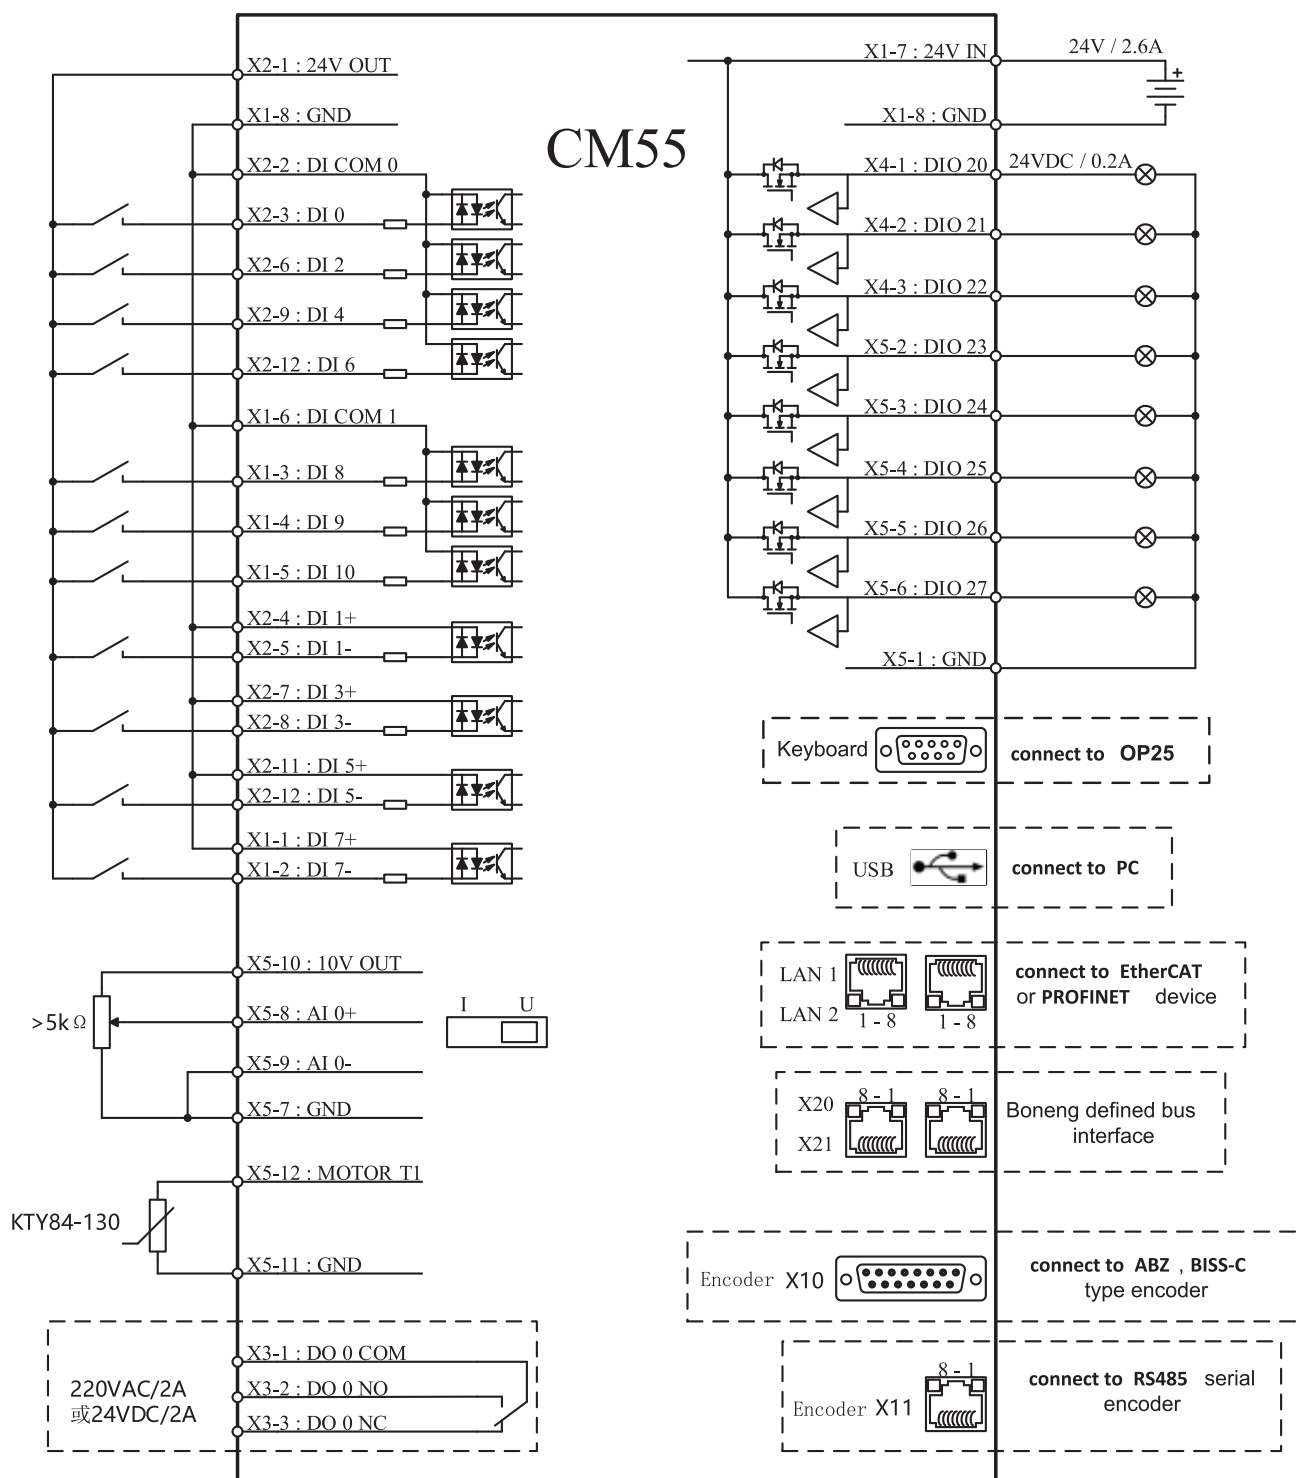 CM55
X2-1 : 24V OUT
X1-8 : GND
X2-2 : DI COM 0
X2-3 : DI 0
X2-6 : DI 2
X2-9 : DI 4
X2-12 : DI 6
X1-6 : DI COM 1
X1-3 : DI 8
X1-4 : DI 9
X1-5 : DI 10
X2-4 : DI 1+
X2-5 : DI 1-
X2-7 : DI 3+
X2-8 : DI 3-
X2-11 : DI 5+
X2-12 : DI 5-
X1-1 : DI 7+
X1-2 : DI 7-
X5-10 : 10V OUT
>5k Ω
X5-8 : AI 0+
I U
X5-9 : AI 0-
X5-7 : GND
X5-12 : MOTOR T1
KTY84-130
X5-11 : GND
X3-1 : DO 0 COM
X3-2 : DO 0 NO
X3-3 : DO 0 NC
220VAC/2A
或24VDC/2A
X1-7 : 24V IN
24V / 2.6A
+
X1-8 : GND
X4-1 : DIO 20
24VDC / 0.2A
X4-2 : DIO 21
X4-3 : DIO 22
X5-2 : DIO 23
X5-3 : DIO 24
X5-4 : DIO 25
X5-5 : DIO 26
X5-6 : DIO 27
X5-1 : GND
Keyboard
connect to OP25
USB
connect to PC
LAN 1
LAN 2
1 - 8
1 - 8
connect to EtherCAT
or PROFINET device
X20
X21
8 - 1
8 - 1
Boneng defined bus
interface
Encoder X10
connect to ABZ , BISS-C
type encoder
Encoder X11
8 - 1
connect to RS485 serial
encoder